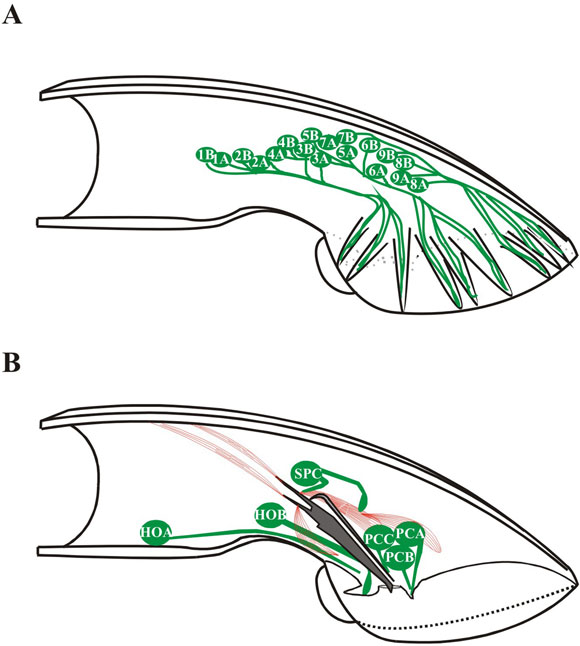 A
5B 7B
4B 7A 6B
1B 1A 2B 2A 4A 3B 3A 5A 9B 8B
6A 9A 8A
B
SPC
HOB
HOA PCC PCA
PCB